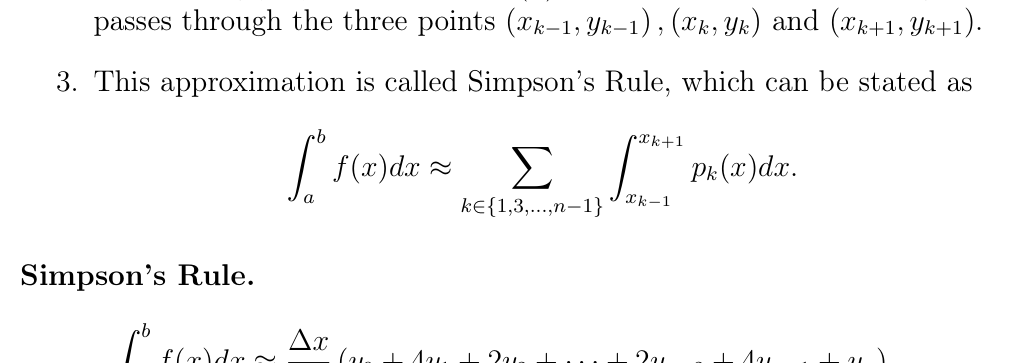 passes through the three points (x_{k−1}, y_{k−1}), (x_k, y_k) and (x_{k+1}, y_{k+1}).
3. This approximation is called Simpson's Rule, which can be stated as
∫_a^b f(x)dx ≈ ∑_{k∈{1,3,...,n−1}} ∫_{x_{k−1}}^{x_{k+1}} p_k(x)dx.
Simpson's Rule.
∫^b f(x)dx ≈ Δx